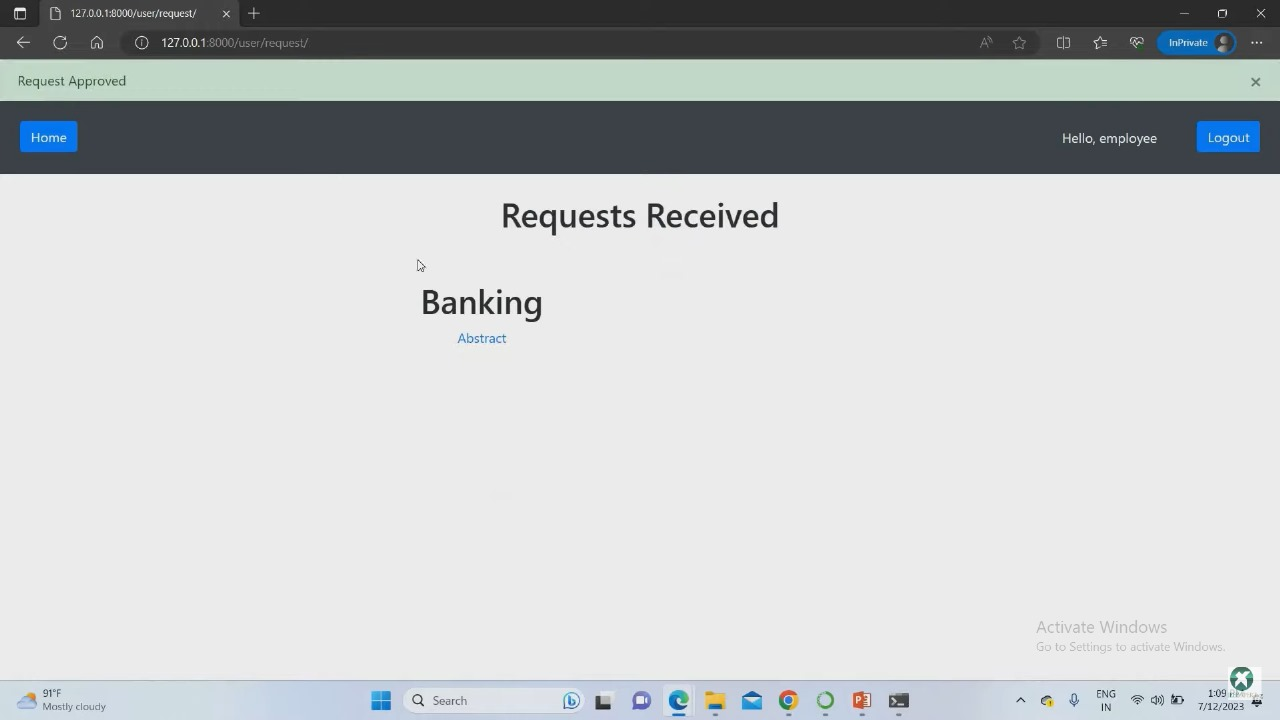 127.0.0.1:8000/user/request/
127.0.0.1:8000/user/request/
InPrivate
Request Approved
Home
Hello, employee
Logout
Requests Received
Banking
Abstract
Activate Windows
Go to Settings to activate Windows.
91°F
Mostly cloudy
Search
ENG
IN
1:09
7/12/2023